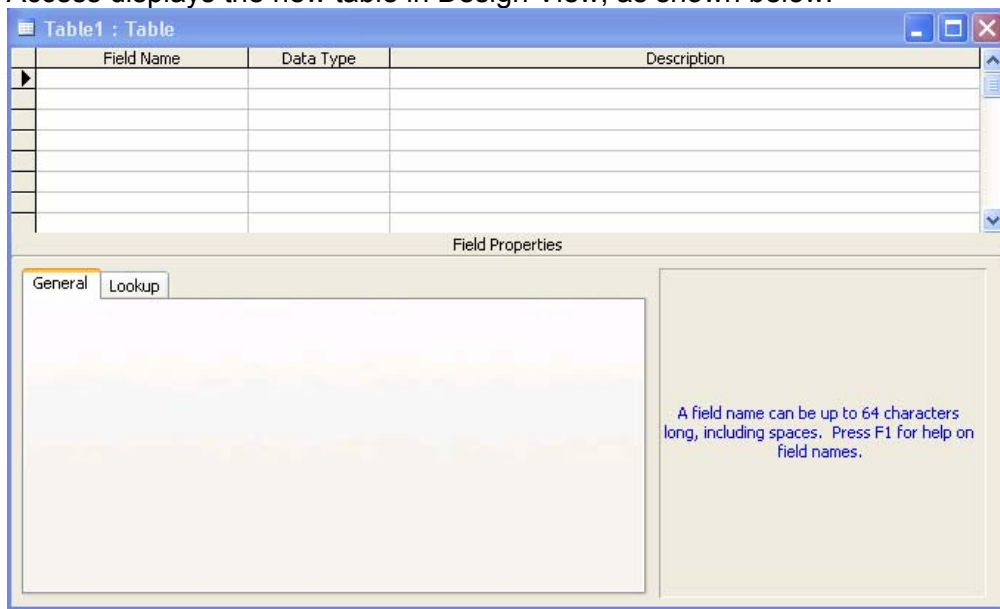 Access displays the new table in Design View, as shown below.
Table1 : Table
Field Name Data Type Description
Field Properties
General Lookup
A field name can be up to 64 characters
long, including spaces. Press F1 for help on
field names.